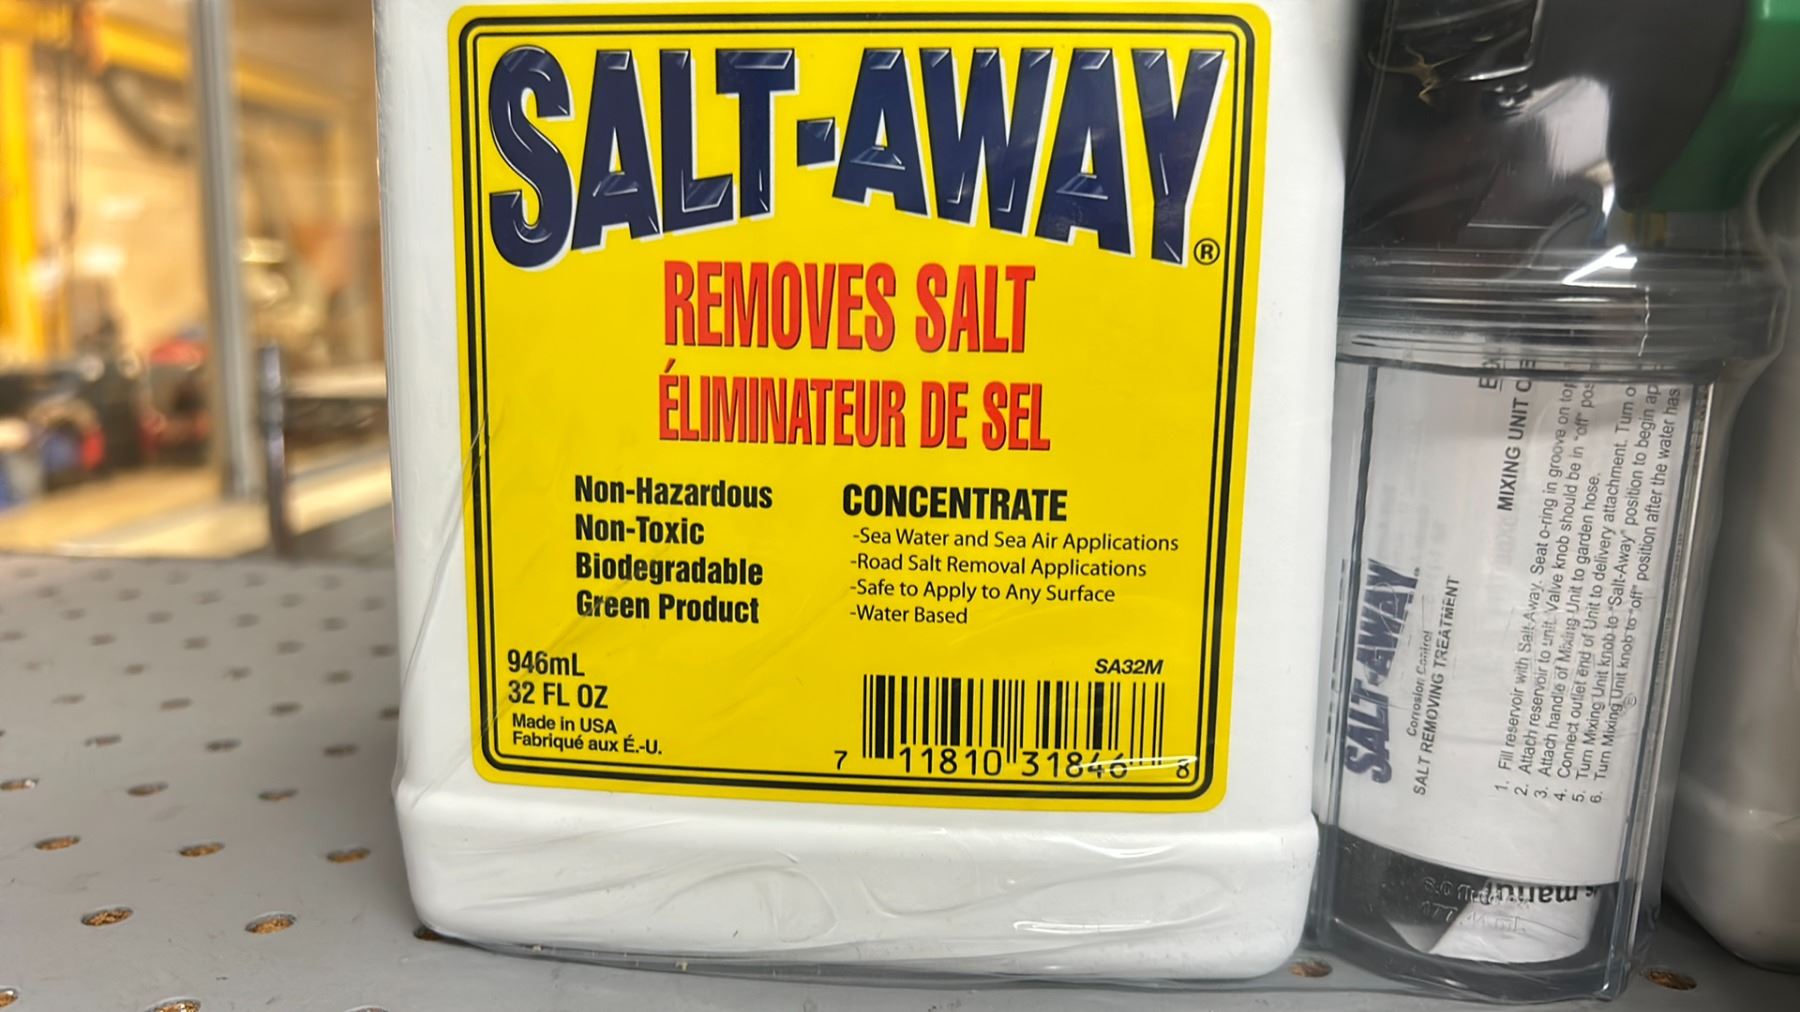 SALT-AWAY®
REMOVES SALT
ÉLIMINATEUR DE SEL
Non-Hazardous
Non-Toxic
Biodegradable
Green Product
CONCENTRATE
-Sea Water and Sea Air Applications
-Road Salt Removal Applications
-Safe to Apply to Any Surface
-Water Based
946mL
32 FL OZ
Made in USA
Fabriqué aux É.-U.
SA32M
7 11810 31846 8
SALT-AWAY
Corrosion Control
SALT REMOVING TREATMENT
MIXING UNIT
1. Fill reservoir with Salt-Away. Seat o-ring in groove on top
2. Attach reservoir to unit. Valve knob should be in "off"
3. Attach handle of Mixing Unit to garden hose.
4. Connect outlet end of Unit to delivery attachment. Turn
5. Turn Mixing Unit knob to "Salt-Away" position to begin
6. Turn Mixing Unit knob to "off" position after the water has